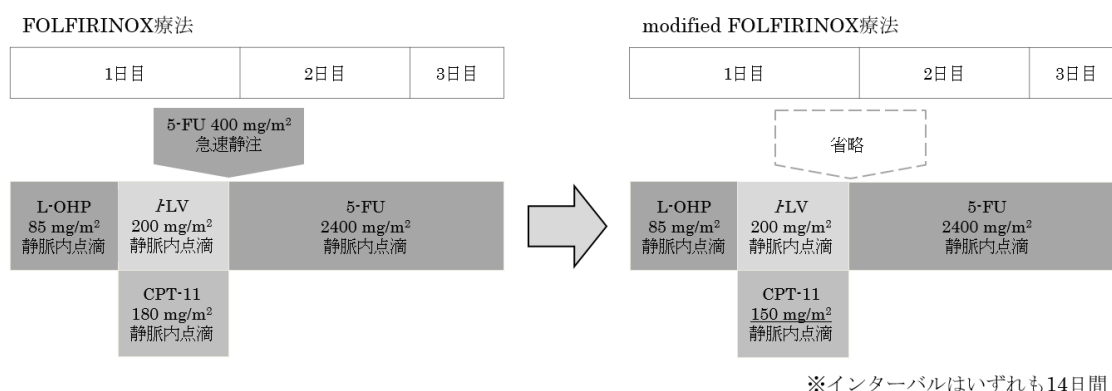 FOLFIRINOX療法
1日目
2日目
3日目
5-FU 400 mg/m²
急速静注
L-OHP
85 mg/m²
静脈内点滴
l-LV
200 mg/m²
静脈内点滴
5-FU
2400 mg/m²
静脈内点滴
CPT-11
180 mg/m²
静脈内点滴
modified FOLFIRINOX療法
1日目
2日目
3日目
省略
L-OHP
85 mg/m²
静脈内点滴
l-LV
200 mg/m²
静脈内点滴
5-FU
2400 mg/m²
静脈内点滴
CPT-11
150 mg/m²
静脈内点滴
※インターバルはいずれも14日間